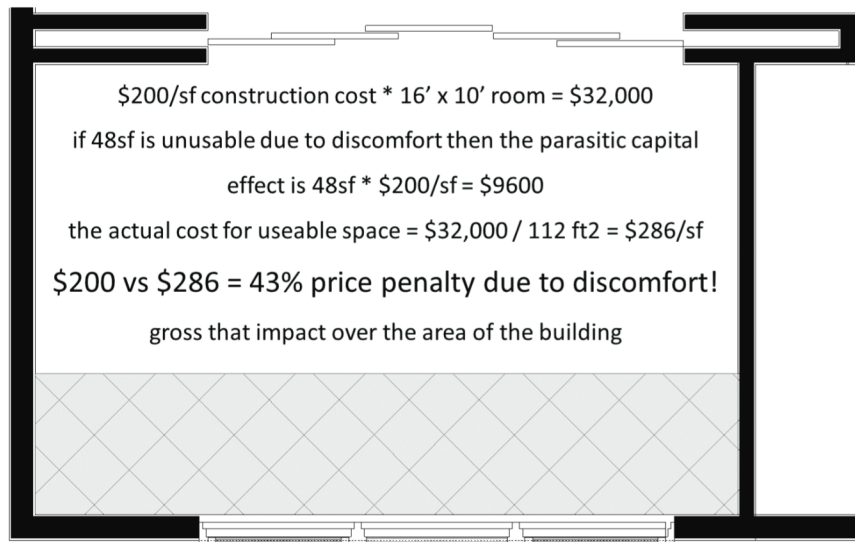 $200/sf construction cost * 16’ x 10’ room = $32,000
if 48sf is unusable due to discomfort then the parasitic capital
effect is 48sf * $200/sf = $9600
the actual cost for useable space = $32,000 / 112 ft2 = $286/sf
$200 vs $286 = 43% price penalty due to discomfort!
gross that impact over the area of the building